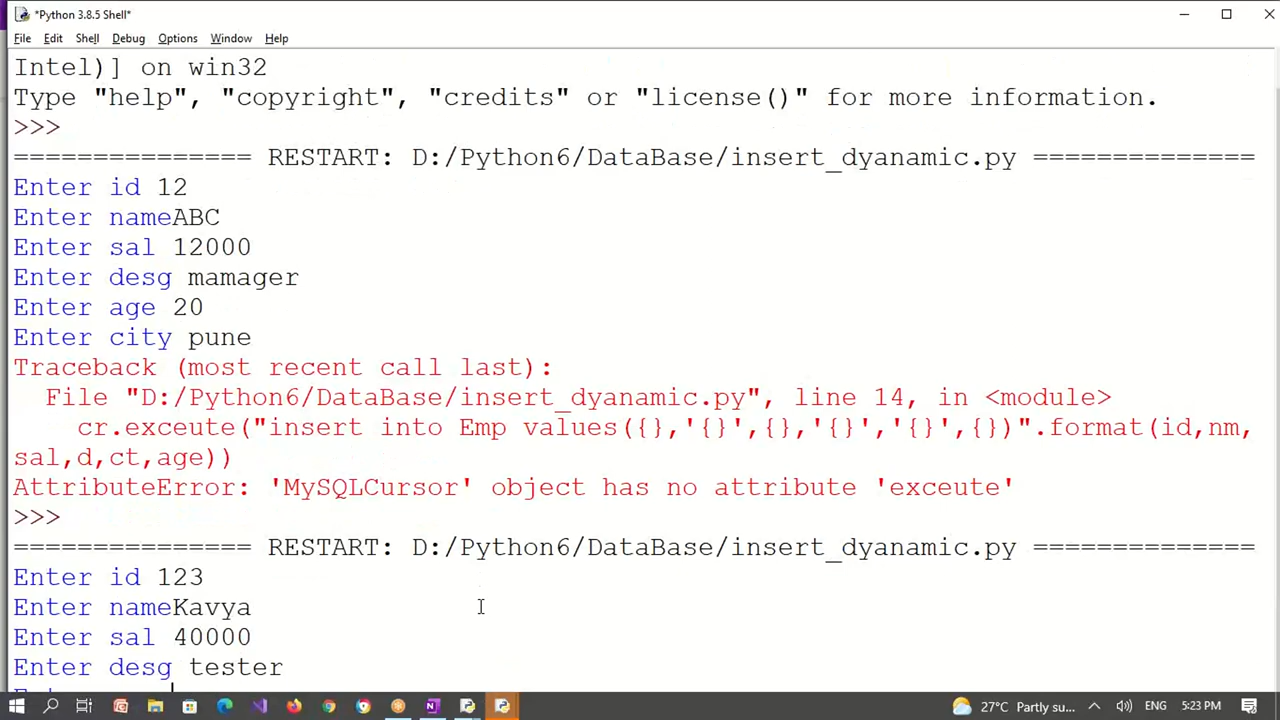 *Python 3.8.5 Shell*
File Edit Shell Debug Options Window Help
Intel)] on win32
Type "help", "copyright", "credits" or "license()" for more information.
>>>
=============== RESTART: D:/Python6/DataBase/insert_dyanamic.py ==============
Enter id 12
Enter nameABC
Enter sal 12000
Enter desg mamager
Enter age 20
Enter city pune
Traceback (most recent call last):
  File "D:/Python6/DataBase/insert_dyanamic.py", line 14, in <module>
    cr.exceute("insert into Emp values({},'{}',{},'{}','{}',{})".format(id,nm,
sal,d,ct,age))
AttributeError: 'MySQLCursor' object has no attribute 'exceute'
>>>
=============== RESTART: D:/Python6/DataBase/insert_dyanamic.py ==============
Enter id 123
Enter nameKavya
Enter sal 40000
Enter desg tester
27°C Partly su... ENG 5:23 PM